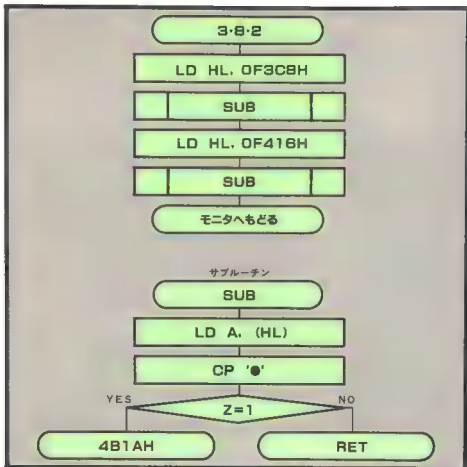 3・8・2
LD HL, 0F3C8H
SUB
LD HL, 0F416H
SUB
モニタへもどる
サブルーチン
SUB
LD A, (HL)
CP '●'
YES
NO
Z=1
4B1AH
RET